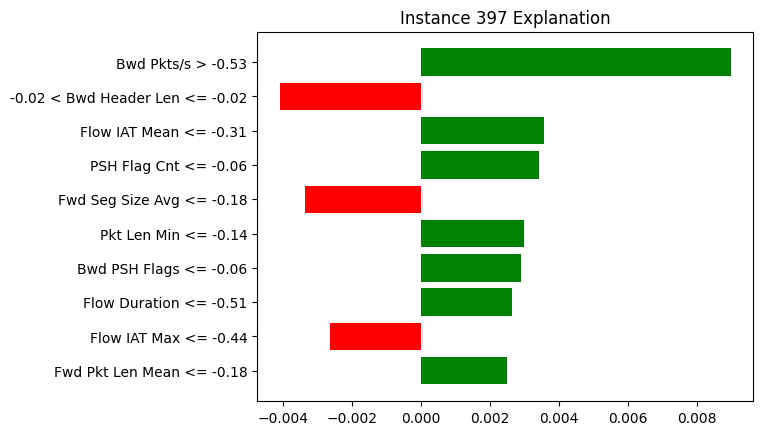 Instance 397 Explanation
Bwd Pkts/s > -0.53
-0.02 < Bwd Header Len <= -0.02
Flow IAT Mean <= -0.31
PSH Flag Cnt <= -0.06
Fwd Seg Size Avg <= -0.18
Pkt Len Min <= -0.14
Bwd PSH Flags <= -0.06
Flow Duration <= -0.51
Flow IAT Max <= -0.44
Fwd Pkt Len Mean <= -0.18
−0.004 −0.002 0.000 0.002 0.004 0.006 0.008